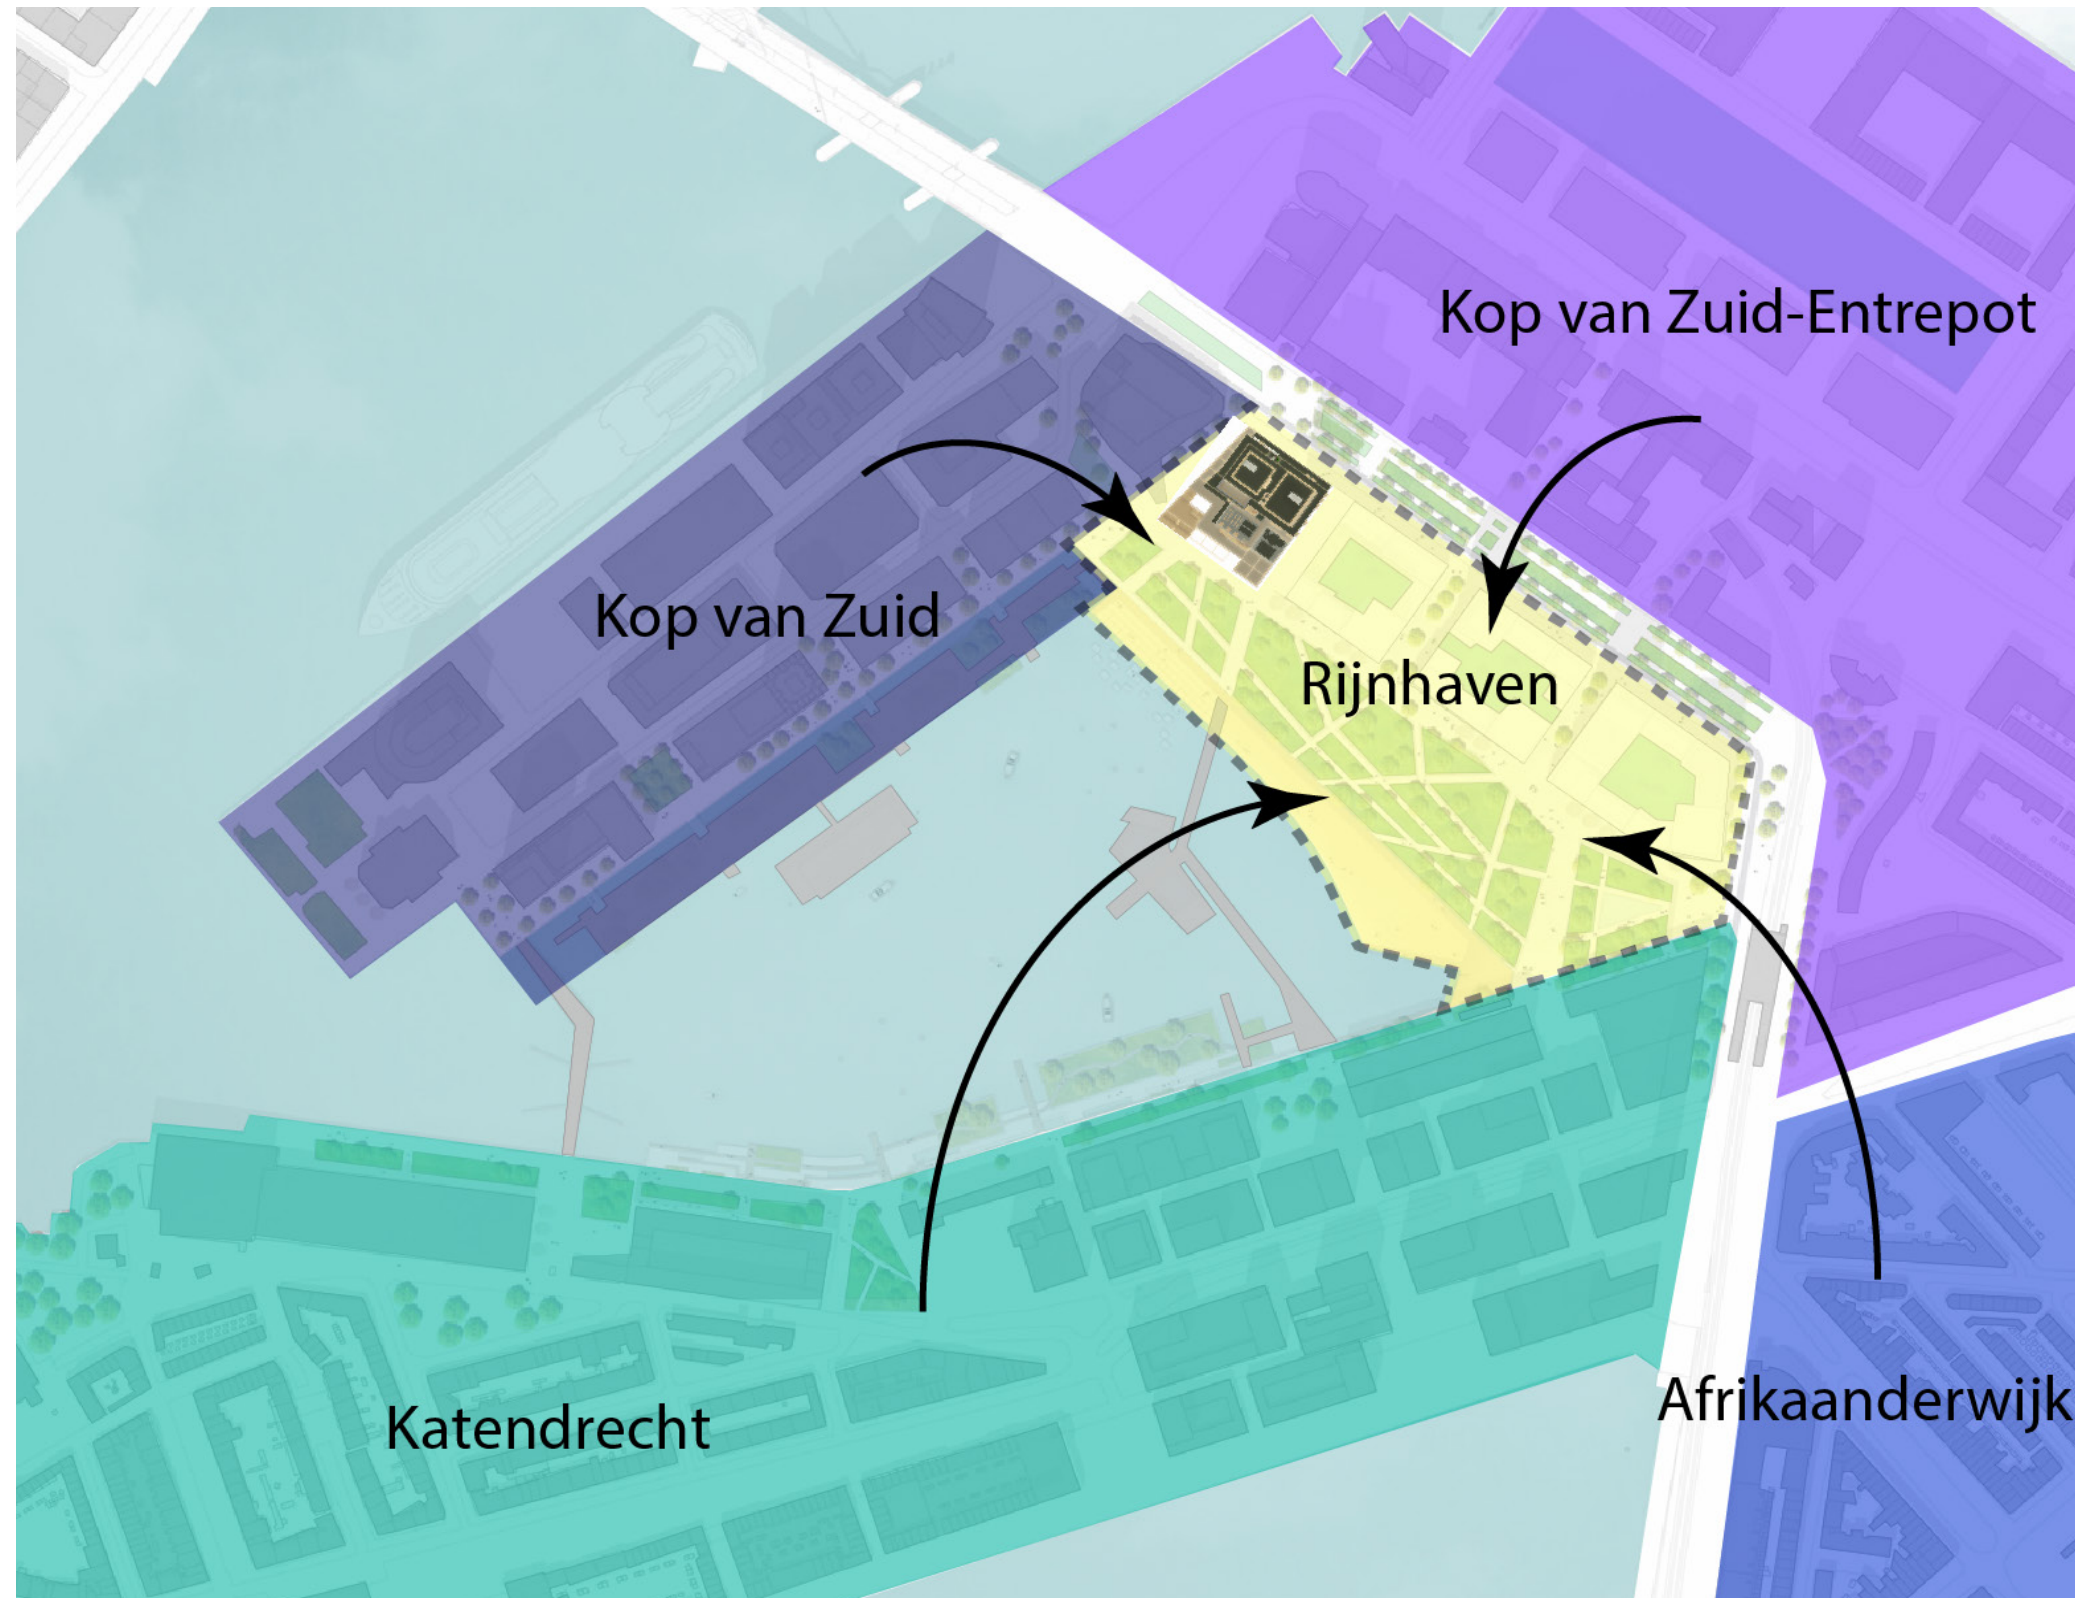 Kop van Zuid-Entrepot
Kop van Zuid
Rijnhaven
Katendrecht
Afrikaanderwijk